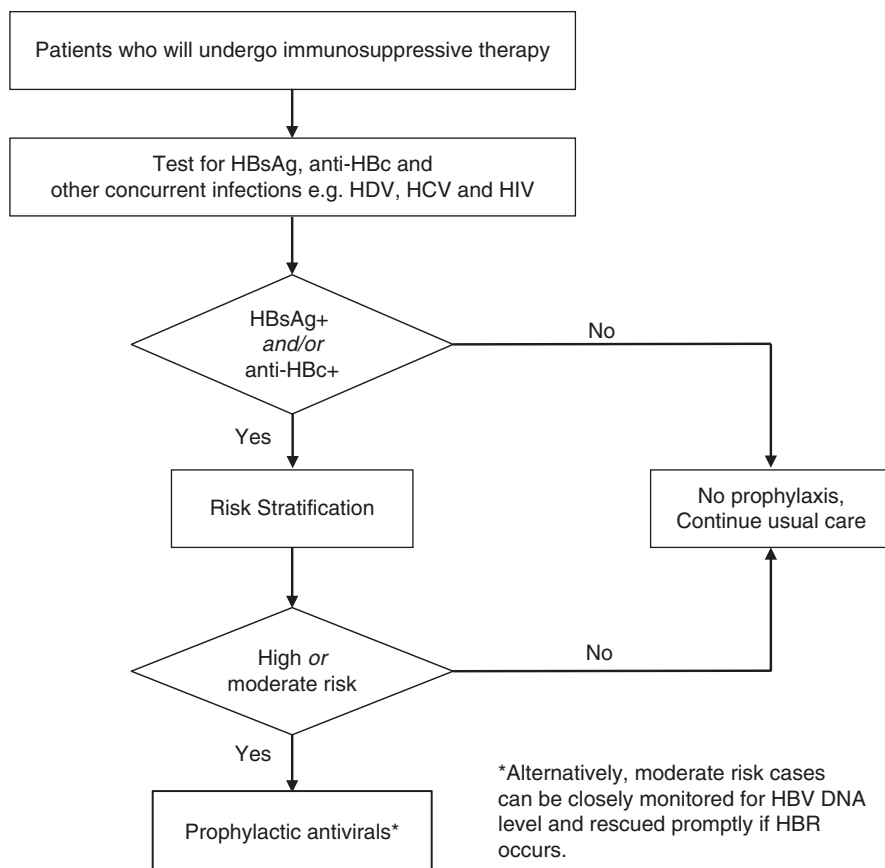 Patients who will undergo immunosuppressive therapy
Test for HBsAg, anti-HBc and
other concurrent infections e.g. HDV, HCV and HIV
HBsAg+
and/or
anti-HBc+
No
Yes
Risk Stratification
No prophylaxis,
Continue usual care
High or
moderate risk
No
Yes
Prophylactic antivirals*
*Alternatively, moderate risk cases
can be closely monitored for HBV DNA
level and rescued promptly if HBR
occurs.